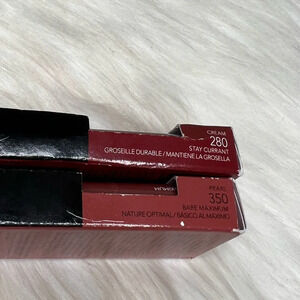 CREAM
280
STAY CURRANT
GROSEILLE DURABLE / MANTIENE LA GROSELLA
PEARL
350
BARE MAXIMUM
NATURE OPTIMAL / BÁSICO AL MÁXIMO